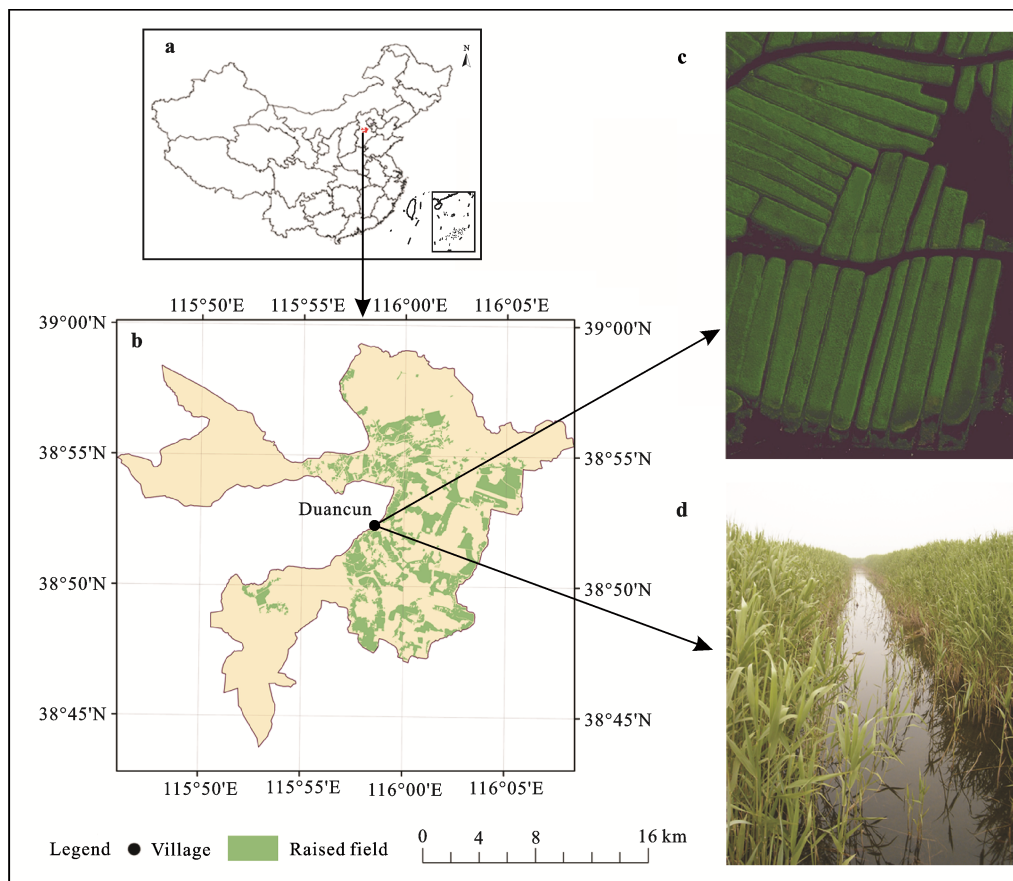 a
N
c
115°50'E 115°55'E 116°00'E 116°05'E
39°00'N 39°00'N
b
38°55'N 38°55'N
Duancun
d
38°50'N 38°50'N
38°45'N 38°45'N
115°50'E 115°55'E 116°00'E 116°05'E
0 4 8 16 km
Legend Village Raised field